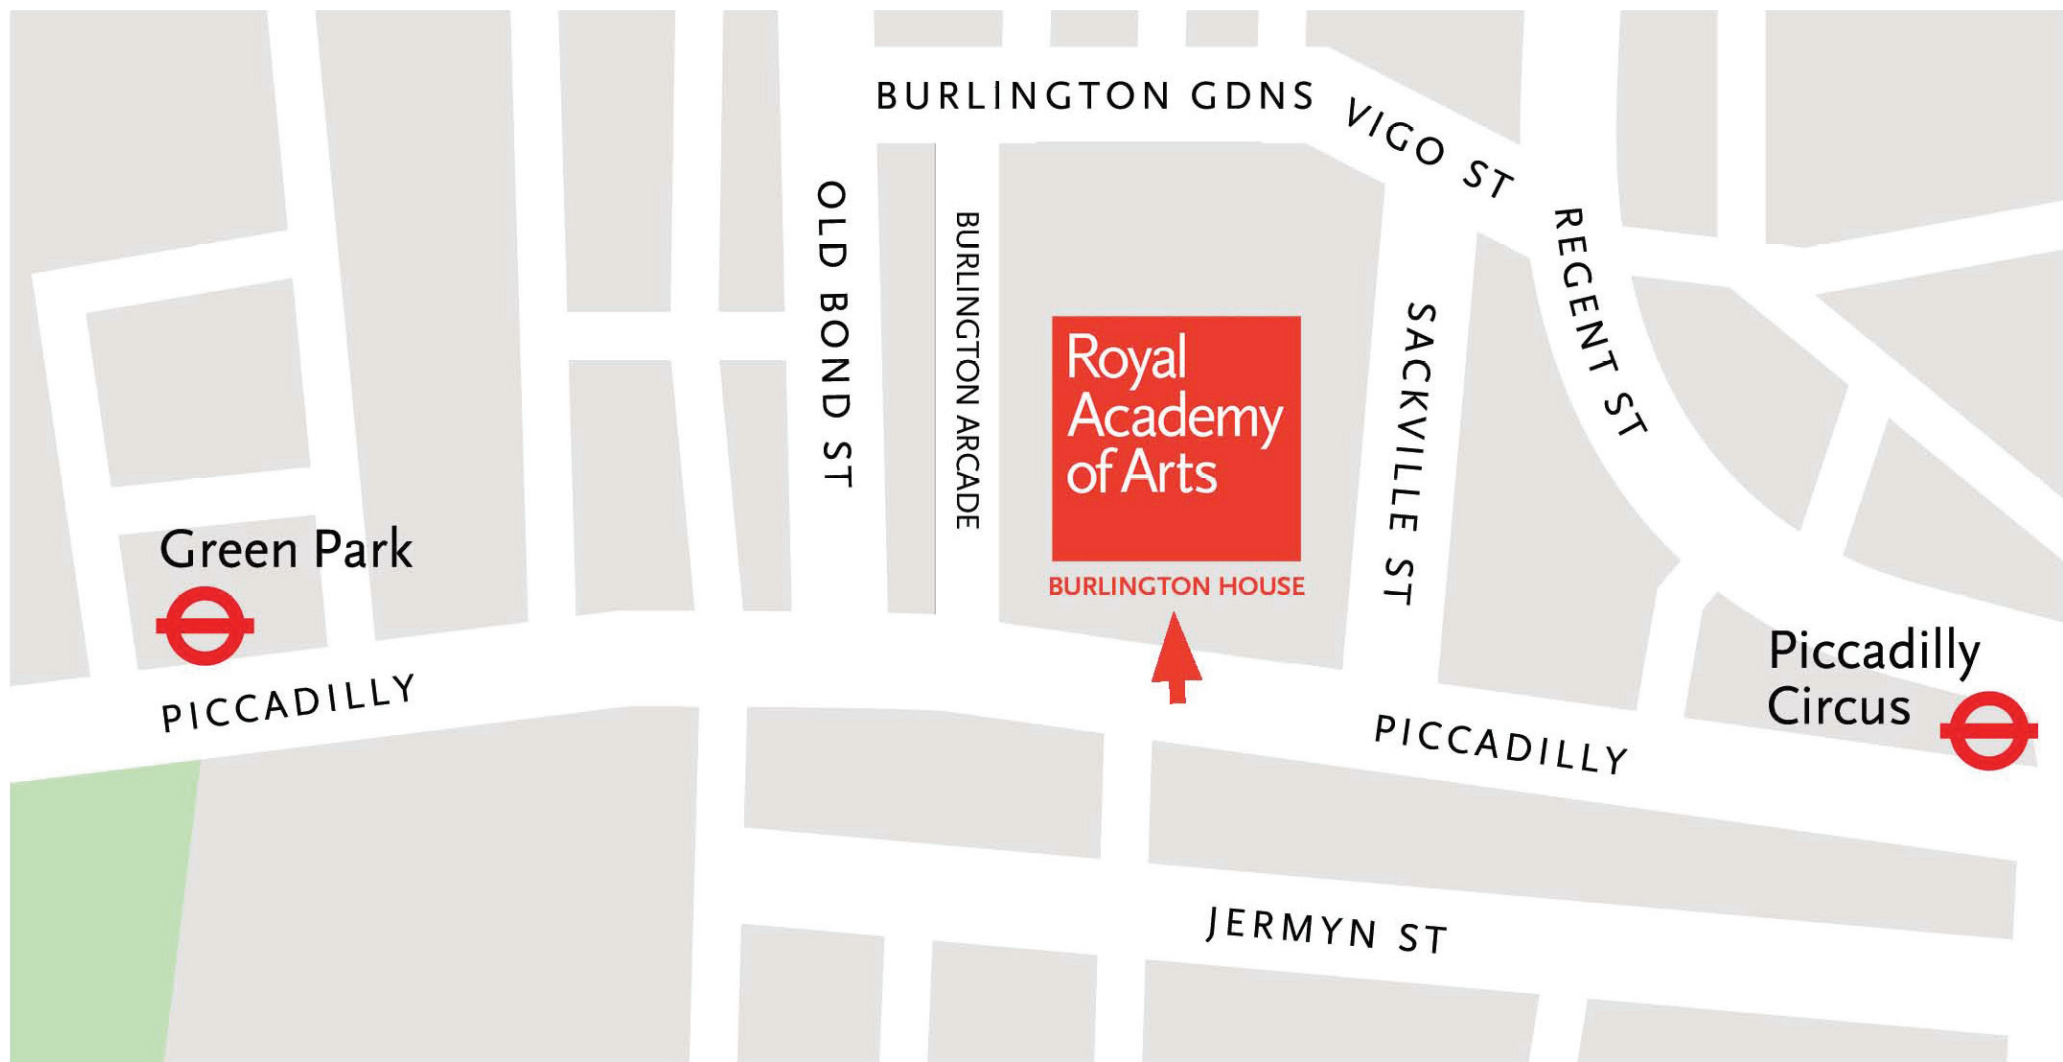 BURLINGTON GDNS
VIGO ST
REGENT ST
OLD BOND ST
BURLINGTON ARCADE
SACKVILLE ST
Royal
Academy
of Arts
BURLINGTON HOUSE
Green Park
PICCADILLY
Piccadilly
Circus
PICCADILLY
JERMYN ST